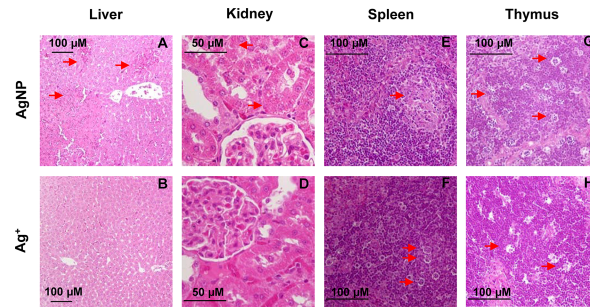 Liver Kidney Spleen Thymus
AgNP
100 µM A
50 µM C
100 µM E
100 µM G
Ag⁺
B 100 µM
D 50 µM
F 100 µM
H 100 µM